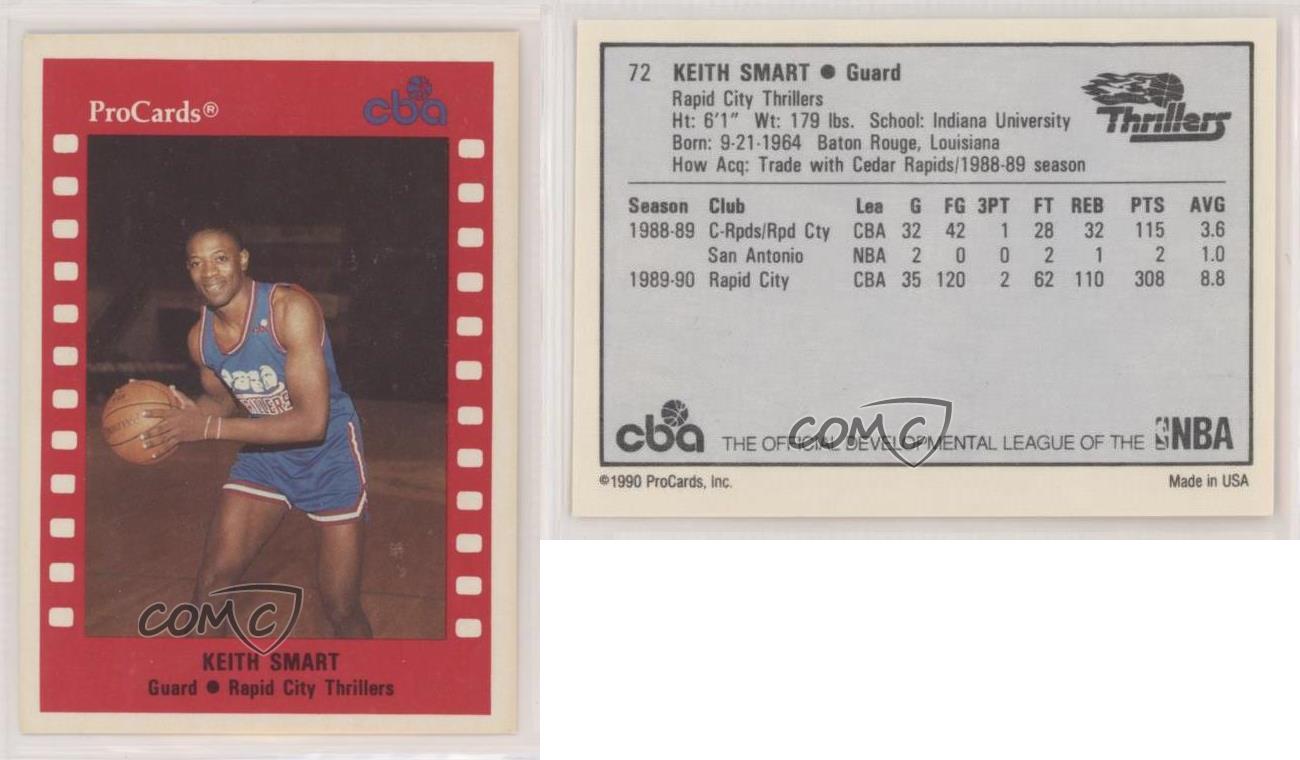 ProCards®
cba
THRILLERS
COMC
KEITH SMART
Guard ● Rapid City Thrillers
72 KEITH SMART ● Guard
Rapid City Thrillers
Ht: 6'1" Wt: 179 lbs. School: Indiana University
Born: 9-21-1964 Baton Rouge, Louisiana
How Acq: Trade with Cedar Rapids/1988-89 season
Thrillers
Season Club Lea G FG 3PT FT REB PTS AVG
1988-89 C-Rpds/Rpd Cty CBA 32 42 1 28 32 115 3.6
San Antonio NBA 2 0 0 2 1 2 1.0
1989-90 Rapid City CBA 35 120 2 62 110 308 8.8
COMC
cba THE OFFICIAL DEVELOPMENTAL LEAGUE OF THE NBA
©1990 ProCards, Inc. Made in USA